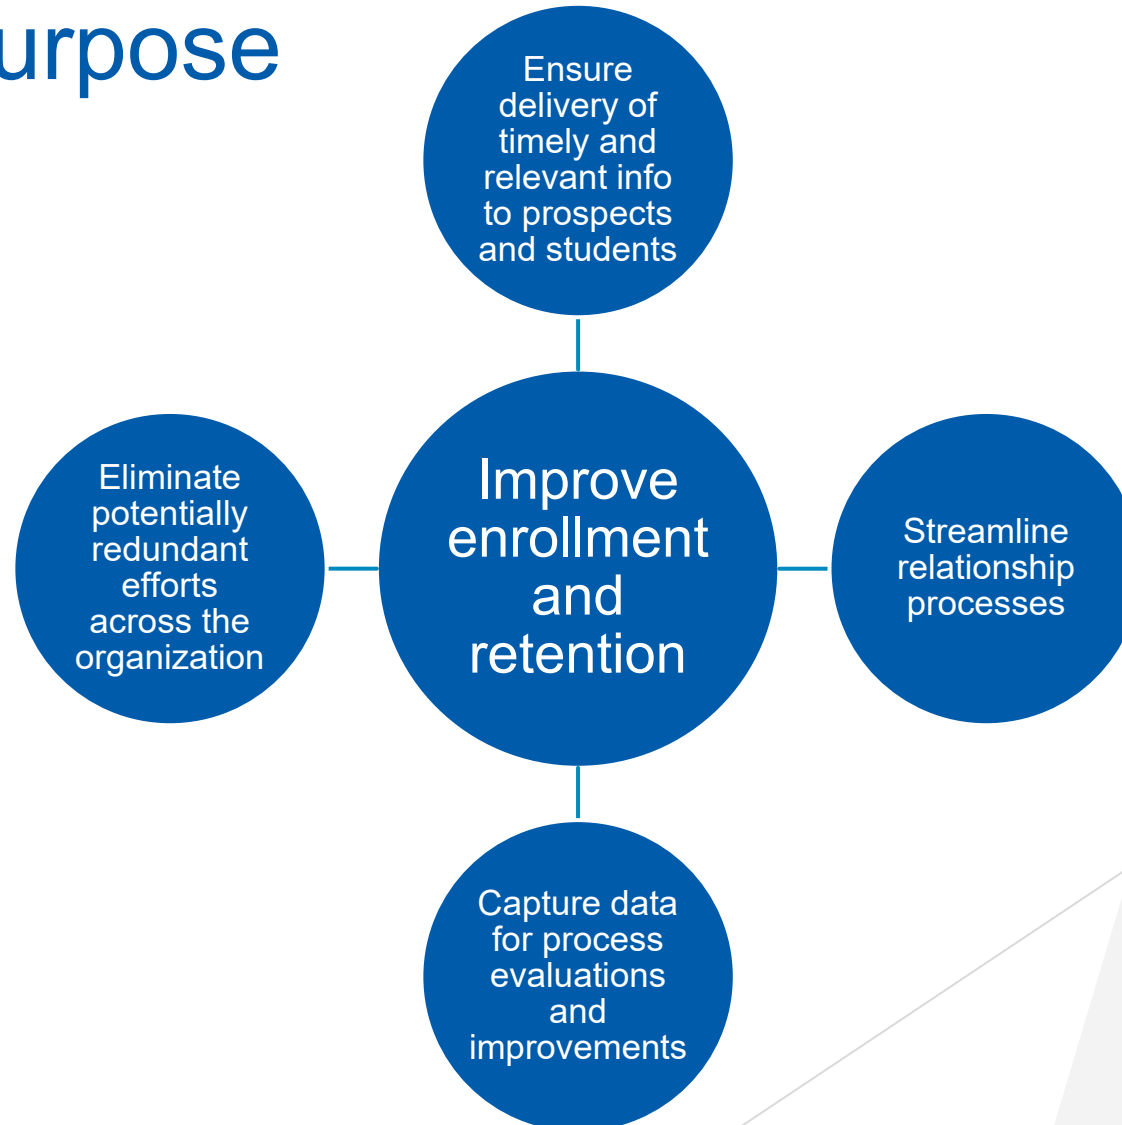 urpose
Ensure
delivery of
timely and
relevant info
to prospects
and students
Eliminate
potentially
redundant
efforts
across the
organization
Improve
enrollment
and
retention
Streamline
relationship
processes
Capture data
for process
evaluations
and
improvements